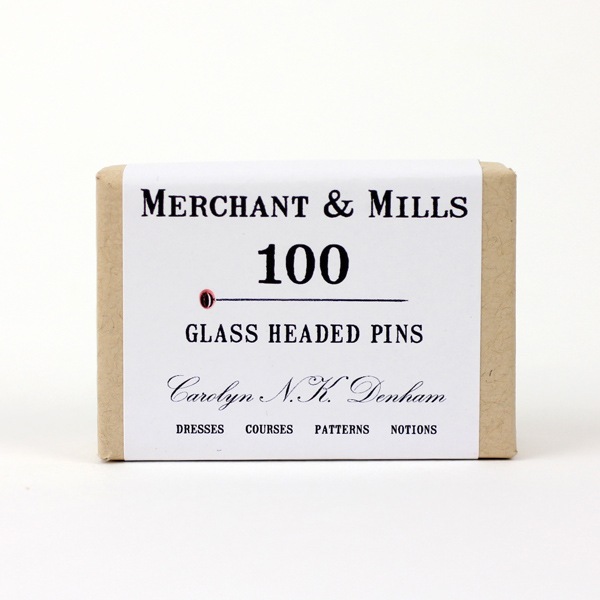 MERCHANT & MILLS
100
GLASS HEADED PINS
Carolyn N.K. Denham
DRESSES COURSES PATTERNS NOTIONS